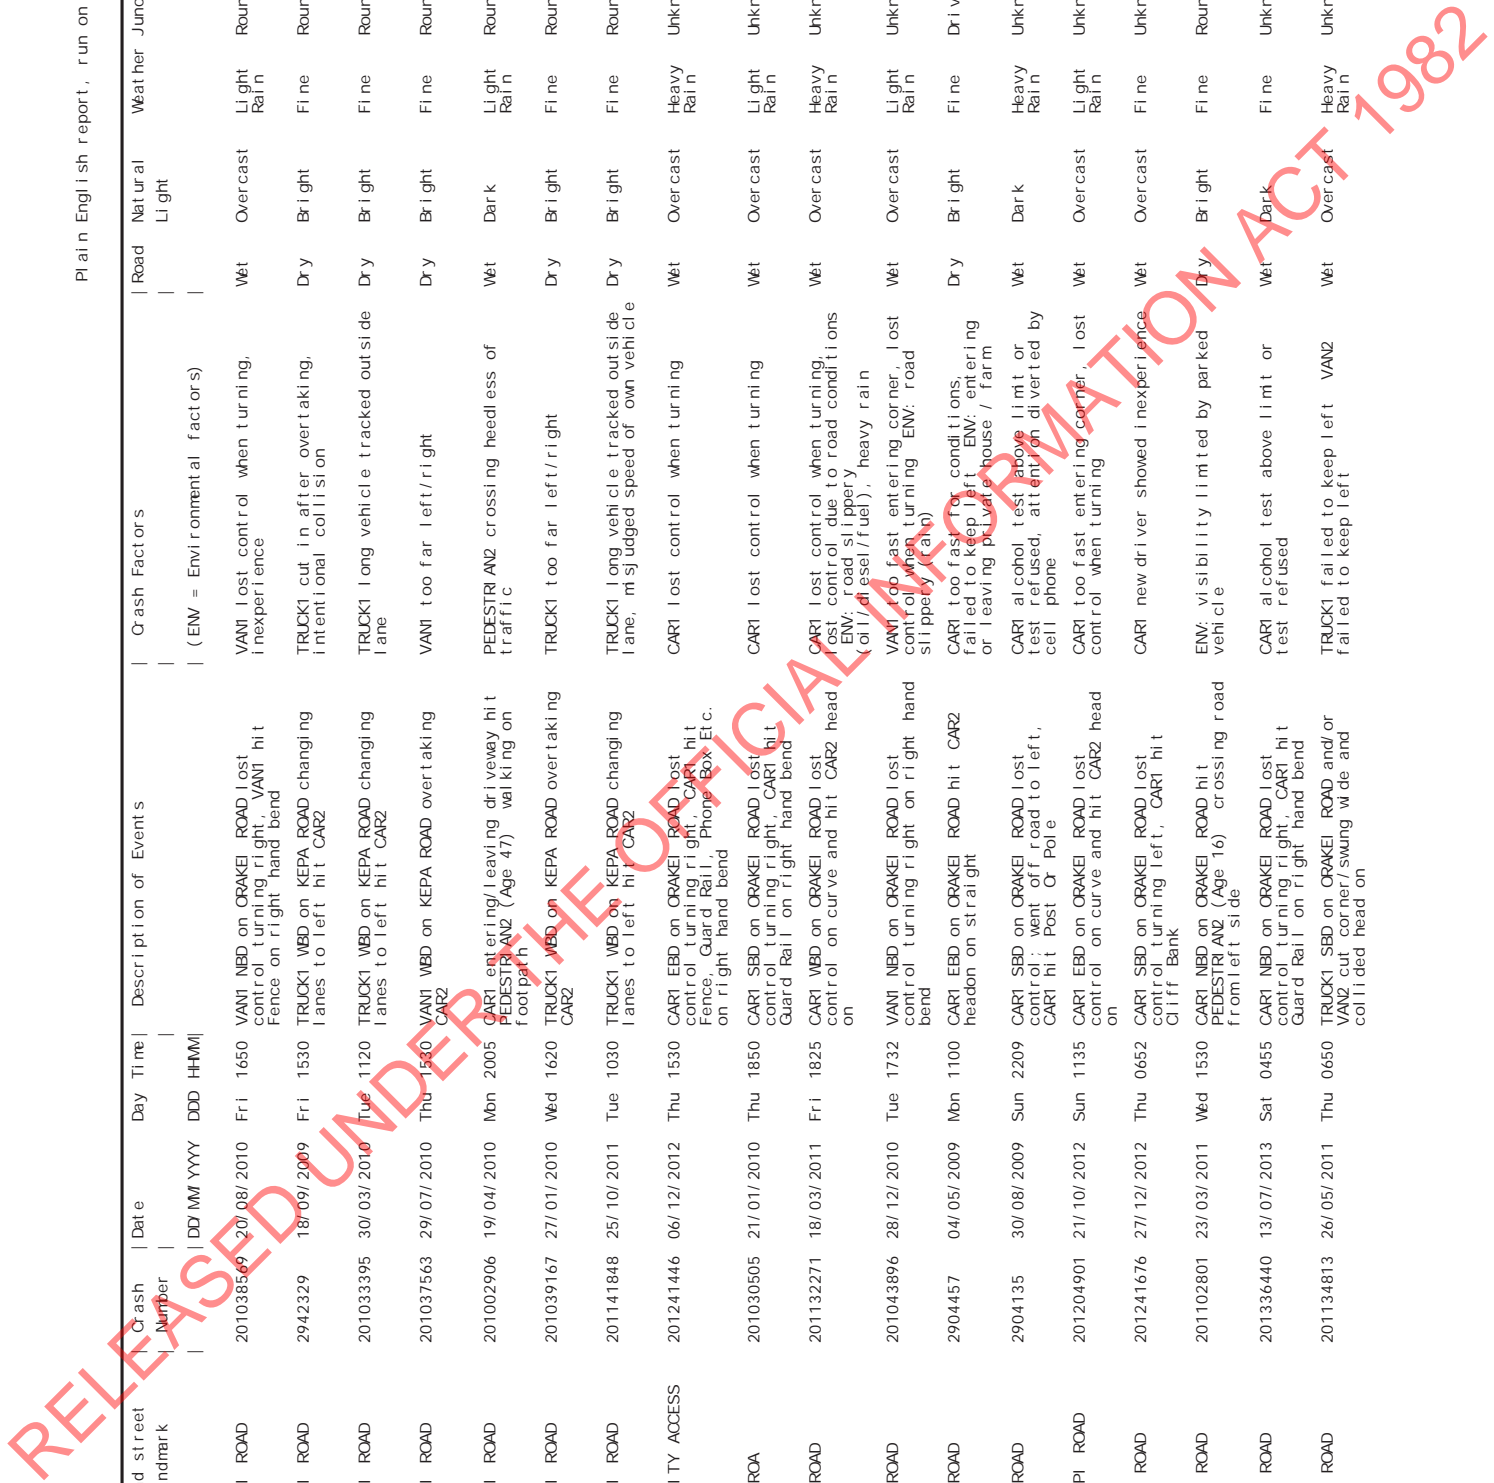 Plain English report, run on
d street | Crash | Date Day Time | Description of Events | Crash Factors | Road Natural Weather Junc
ndmark | Number | | | Light
| | DD/MM/YYYY DDD HHMM | | (ENV = Environmental factors) |
I ROAD 201038569 20/08/2010 Fri 1650 VAN1 NBD on ORAKEI ROAD lost VAN1 lost control when turning, Wet Overcast Light Roun
control turning right, VAN1 hit inexperience Rain
Fence on right hand bend
I ROAD 2942329 18/09/2009 Fri 1530 TRUCK1 WBD on KEPA ROAD changing TRUCK1 cut in after overtaking, Dry Bright Fine Roun
lanes to left hit CAR2 intentional collision
I ROAD 201033395 30/03/2010 Tue 1120 TRUCK1 WBD on KEPA ROAD changing TRUCK1 long vehicle tracked outside Dry Bright Fine Roun
lanes to left hit CAR2 lane
I ROAD 201037563 29/07/2010 Thu 1530 VAN1 WBD on KEPA ROAD overtaking VAN1 too far left/right Dry Bright Fine Roun
CAR2
I ROAD 201002906 19/04/2010 Mon 2005 CAR1 entering/leaving driveway hit PEDESTRIAN2 crossing heedless of Wet Dark Light Roun
PEDESTRIAN2 (Age 47) walking on traffic Rain
footpath
I ROAD 201039167 27/01/2010 Wed 1620 TRUCK1 WBD on KEPA ROAD overtaking TRUCK1 too far left/right Dry Bright Fine Roun
CAR2
I ROAD 201141848 25/10/2011 Tue 1030 TRUCK1 WBD on KEPA ROAD changing TRUCK1 long vehicle tracked outside Dry Bright Fine Roun
lanes to left hit CAR2 lane, misjudged speed of own vehicle
ITY ACCESS 201241446 06/12/2012 Thu 1530 CAR1 EBD on ORAKEI ROAD lost CAR1 lost control when turning Wet Overcast Heavy Unkn
control turning right, CAR1 hit Rain
Fence, Guard Rail, Phone Box Etc.
on right hand bend
ROA 201030505 21/01/2010 Thu 1850 CAR1 SBD on ORAKEI ROAD lost CAR1 lost control when turning Wet Overcast Light Unkn
control turning right, CAR1 hit Rain
Guard Rail on right hand bend
ROAD 201132271 18/03/2011 Fri 1825 CAR1 WBD on ORAKEI ROAD lost CAR1 lost control when turning, Wet Overcast Heavy Unkn
control on curve and hit CAR2 head lost control due to road conditions Rain
on ENV: road slippery
(oil/diesel/fuel), heavy rain
ROAD 201043896 28/12/2010 Tue 1732 VAN1 NBD on ORAKEI ROAD lost VAN1 too fast entering corner, lost Wet Overcast Light Unkn
control turning right on right hand control when turning ENV: road Rain
bend slippery (rain)
ROAD 2904457 04/05/2009 Mon 1100 CAR1 EBD on ORAKEI ROAD hit CAR2 CAR1 too fast for conditions, Dry Bright Fine Driv
headon on straight failed to keep left ENV: entering
or leaving private house / farm
ROAD 2904135 30/08/2009 Sun 2209 CAR1 SBD on ORAKEI ROAD lost CAR1 alcohol test above limit or Wet Dark Heavy Unkn
control; went off road to left, test refused, attention diverted by Rain
CAR1 hit Post Or Pole cell phone
PI ROAD 201204901 21/10/2012 Sun 1135 CAR1 EBD on ORAKEI ROAD lost CAR1 too fast entering corner, lost Wet Overcast Light Unkn
control on curve and hit CAR2 head control when turning Rain
on
ROAD 201241676 27/12/2012 Thu 0652 CAR1 SBD on ORAKEI ROAD lost CAR1 new driver showed inexperience Wet Overcast Heavy Unkn
control turning left, CAR1 hit Rain
Cliff Bank
ROAD 201102801 23/03/2011 Wed 1530 CAR1 NBD on ORAKEI ROAD hit ENV: visibility limited by parked Dry Bright Fine Roun
PEDESTRIAN2 (Age 16) crossing road vehicle
from left side
ROAD 201336440 13/07/2013 Sat 0455 CAR1 NBD on ORAKEI ROAD lost CAR1 alcohol test above limit or Wet Dark Fine Unkn
control turning right, CAR1 hit test refused
Guard Rail on right hand bend
ROAD 201134813 26/05/2011 Thu 0650 TRUCK1 SBD on ORAKEI ROAD and/or TRUCK1 failed to keep left VAN2 Wet Overcast Heavy Unkn
VAN2 cut corner/swung wide and failed to keep left Rain
collided head on
RELEASED UNDER THE OFFICIAL INFORMATION ACT 1982